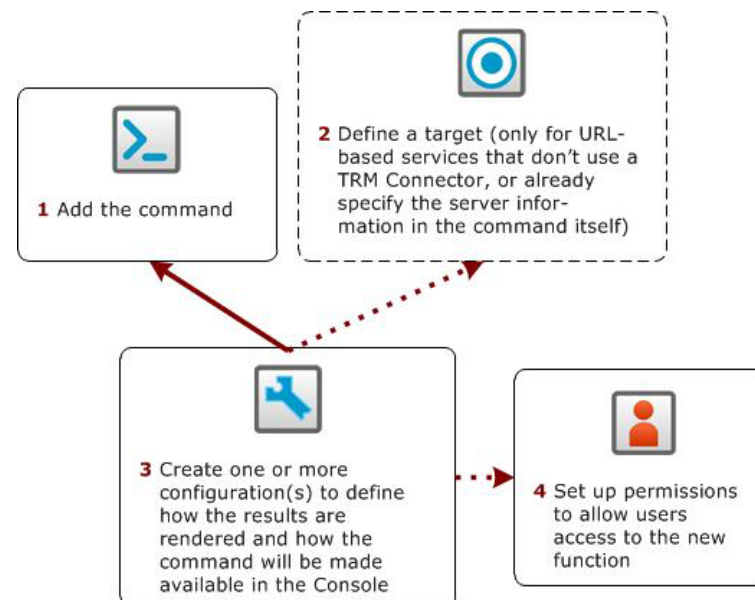 1 Add the command
2 Define a target (only for URL-
based services that don't use a
TRM Connector, or already
specify the server infor-
mation in the command itself)
3 Create one or more
configuration(s) to define
how the results are
rendered and how the
command will be made
available in the Console
4 Set up permissions
to allow users
access to the new
function